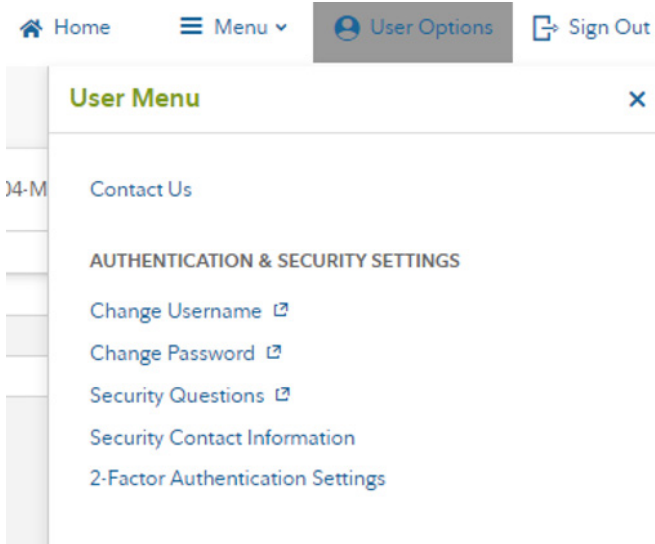 Home Menu User Options Sign Out
User Menu
04-M
Contact Us
AUTHENTICATION & SECURITY SETTINGS
Change Username
Change Password
Security Questions
Security Contact Information
2-Factor Authentication Settings